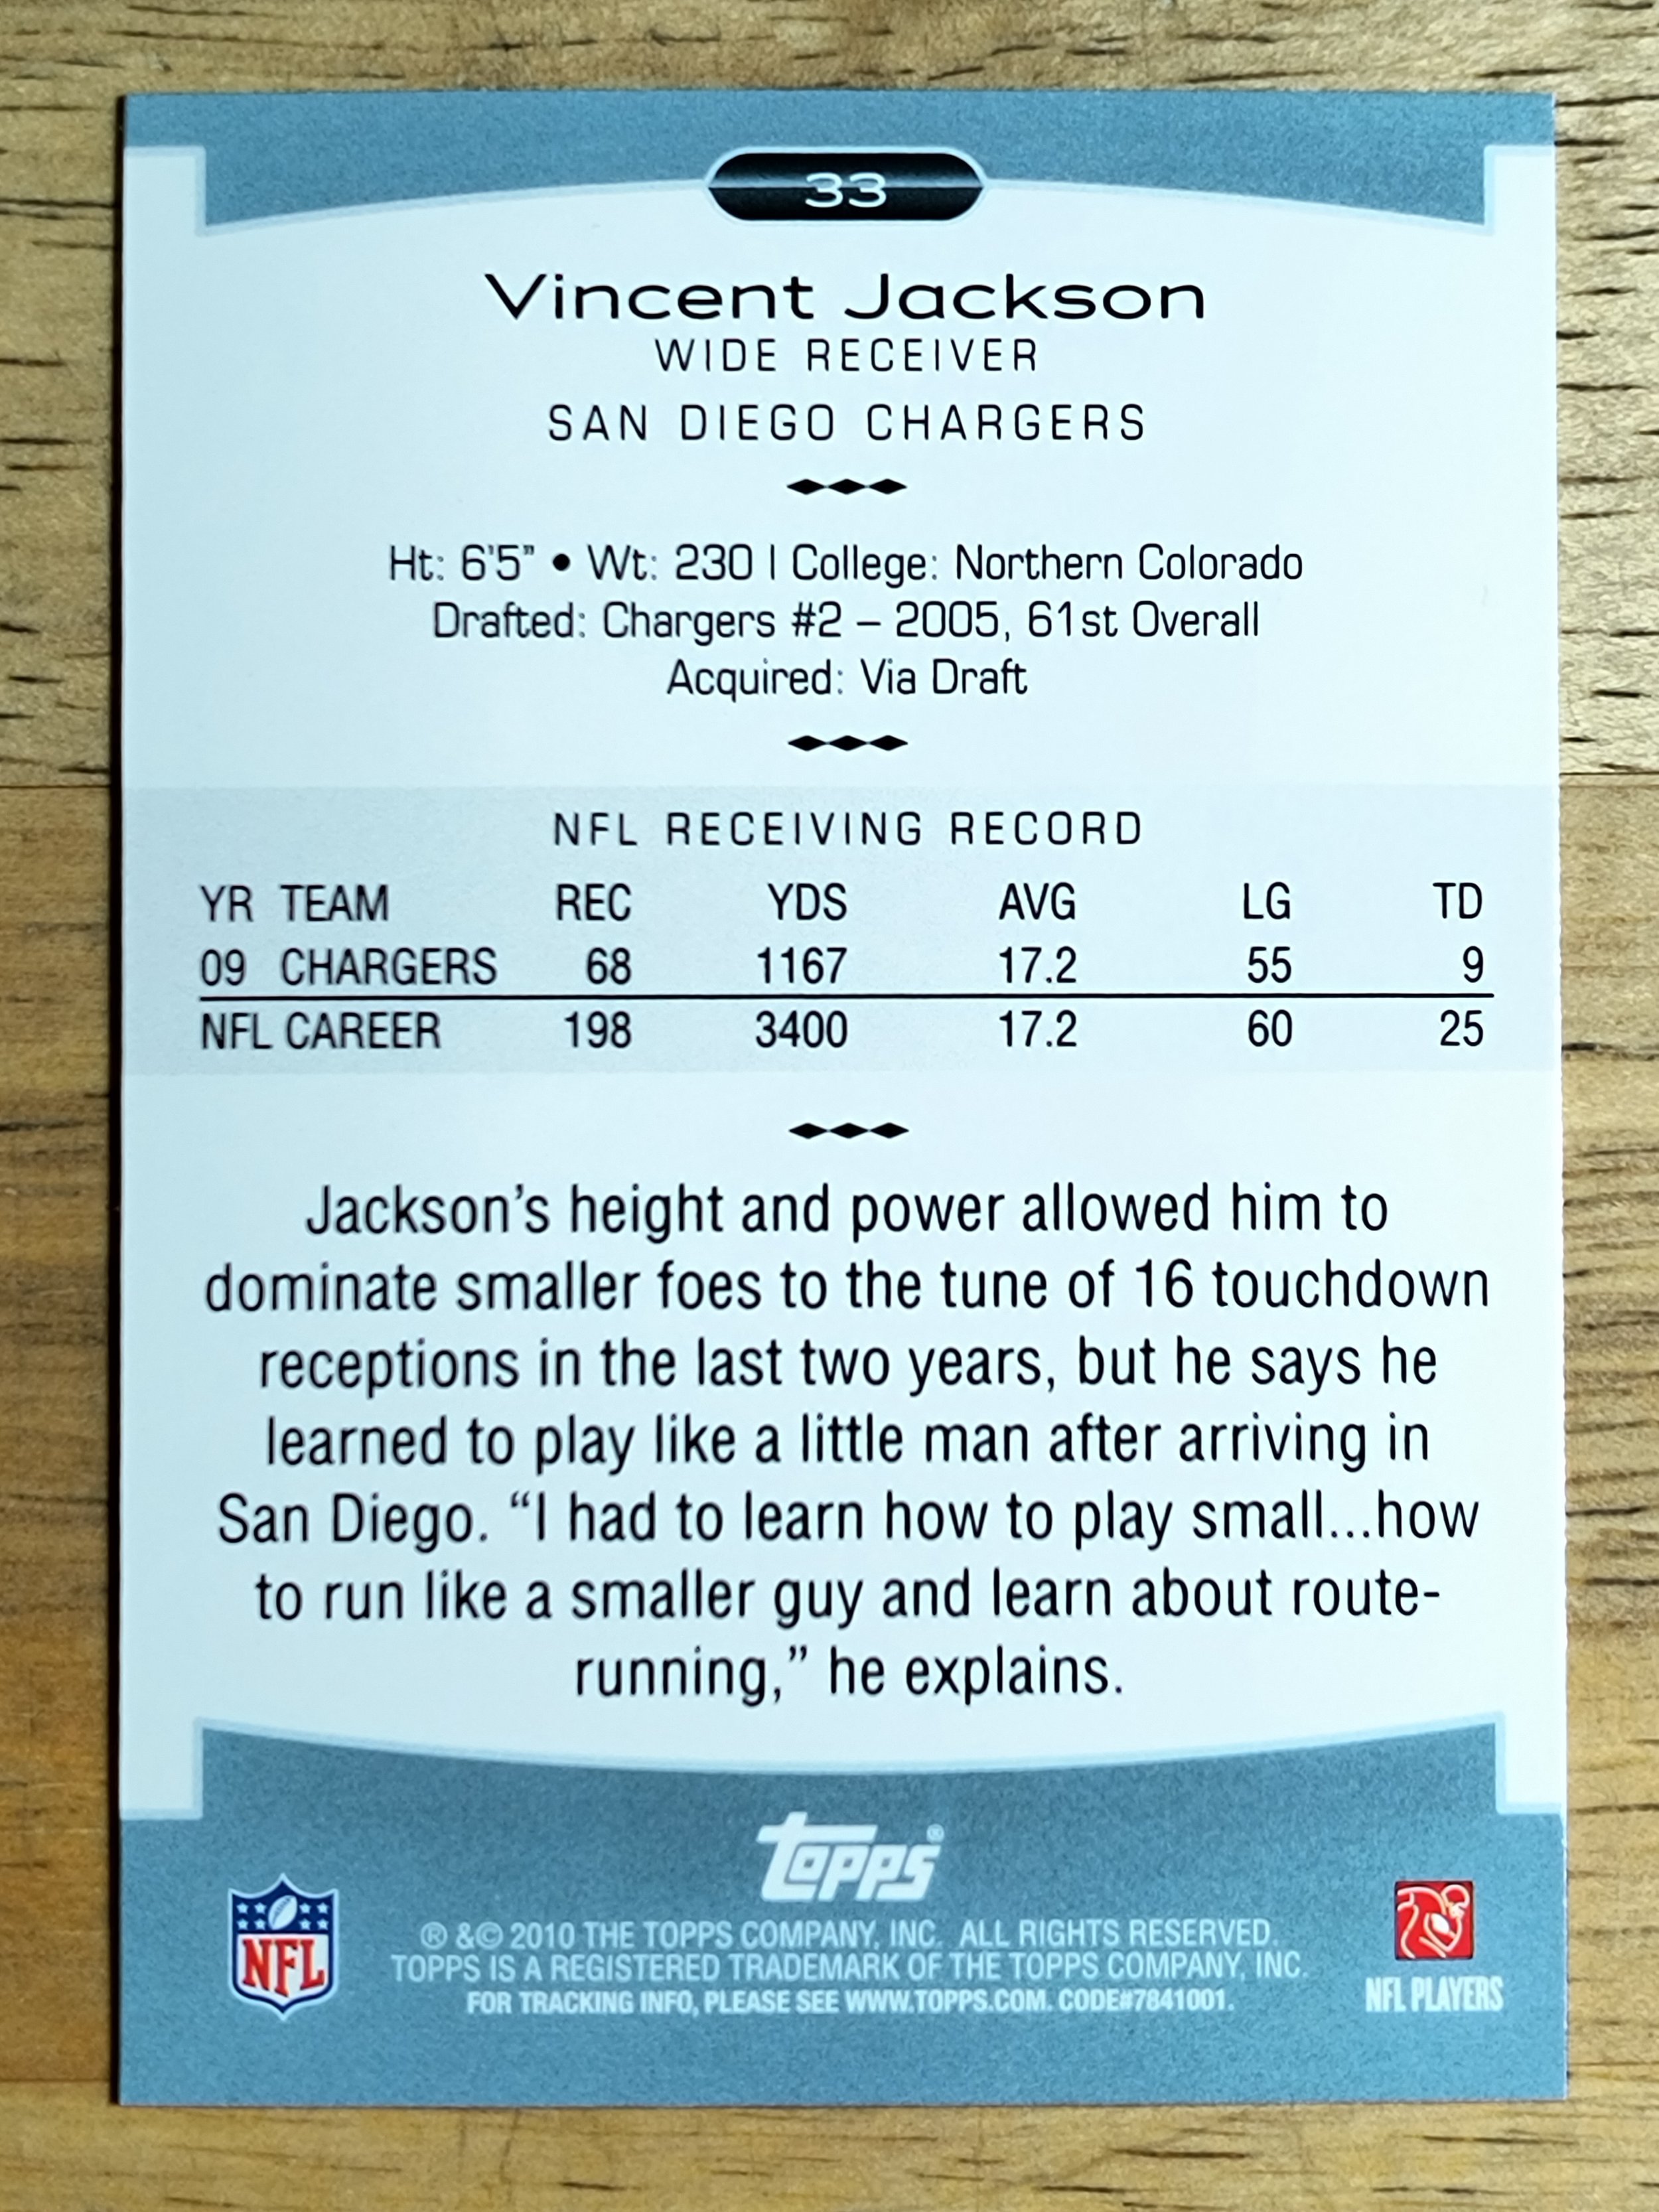 33
Vincent Jackson
WIDE RECEIVER
SAN DIEGO CHARGERS
Ht: 6'5" • Wt: 230 | College: Northern Colorado
Drafted: Chargers #2 – 2005, 61st Overall
Acquired: Via Draft
NFL RECEIVING RECORD
YR TEAM REC YDS AVG LG TD
09 CHARGERS 68 1167 17.2 55 9
NFL CAREER 198 3400 17.2 60 25
Jackson's height and power allowed him to
dominate smaller foes to the tune of 16 touchdown
receptions in the last two years, but he says he
learned to play like a little man after arriving in
San Diego. “I had to learn how to play small...how
to run like a smaller guy and learn about route-
running,” he explains.
topps®
® &© 2010 THE TOPPS COMPANY, INC. ALL RIGHTS RESERVED.
TOPPS IS A REGISTERED TRADEMARK OF THE TOPPS COMPANY, INC.
FOR TRACKING INFO, PLEASE SEE WWW.TOPPS.COM. CODE#7841001.
NFL
NFL PLAYERS